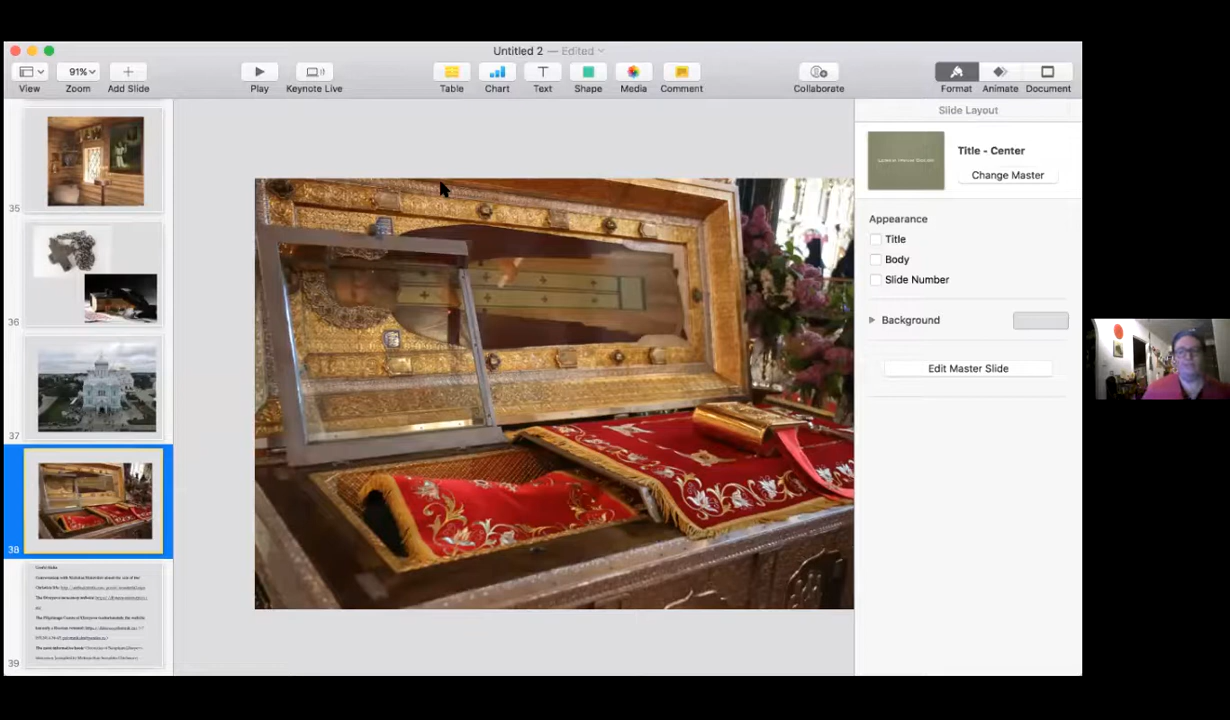 Untitled 2 — Edited
91%
View
Zoom
Add Slide
Play
Keynote Live
Table
Chart
Text
Shape
Media
Comment
Collaborate
Format
Animate
Document
35
36
37
38
39
Slide Layout
Title - Center
Change Master
Appearance
Title
Body
Slide Number
Background
Edit Master Slide